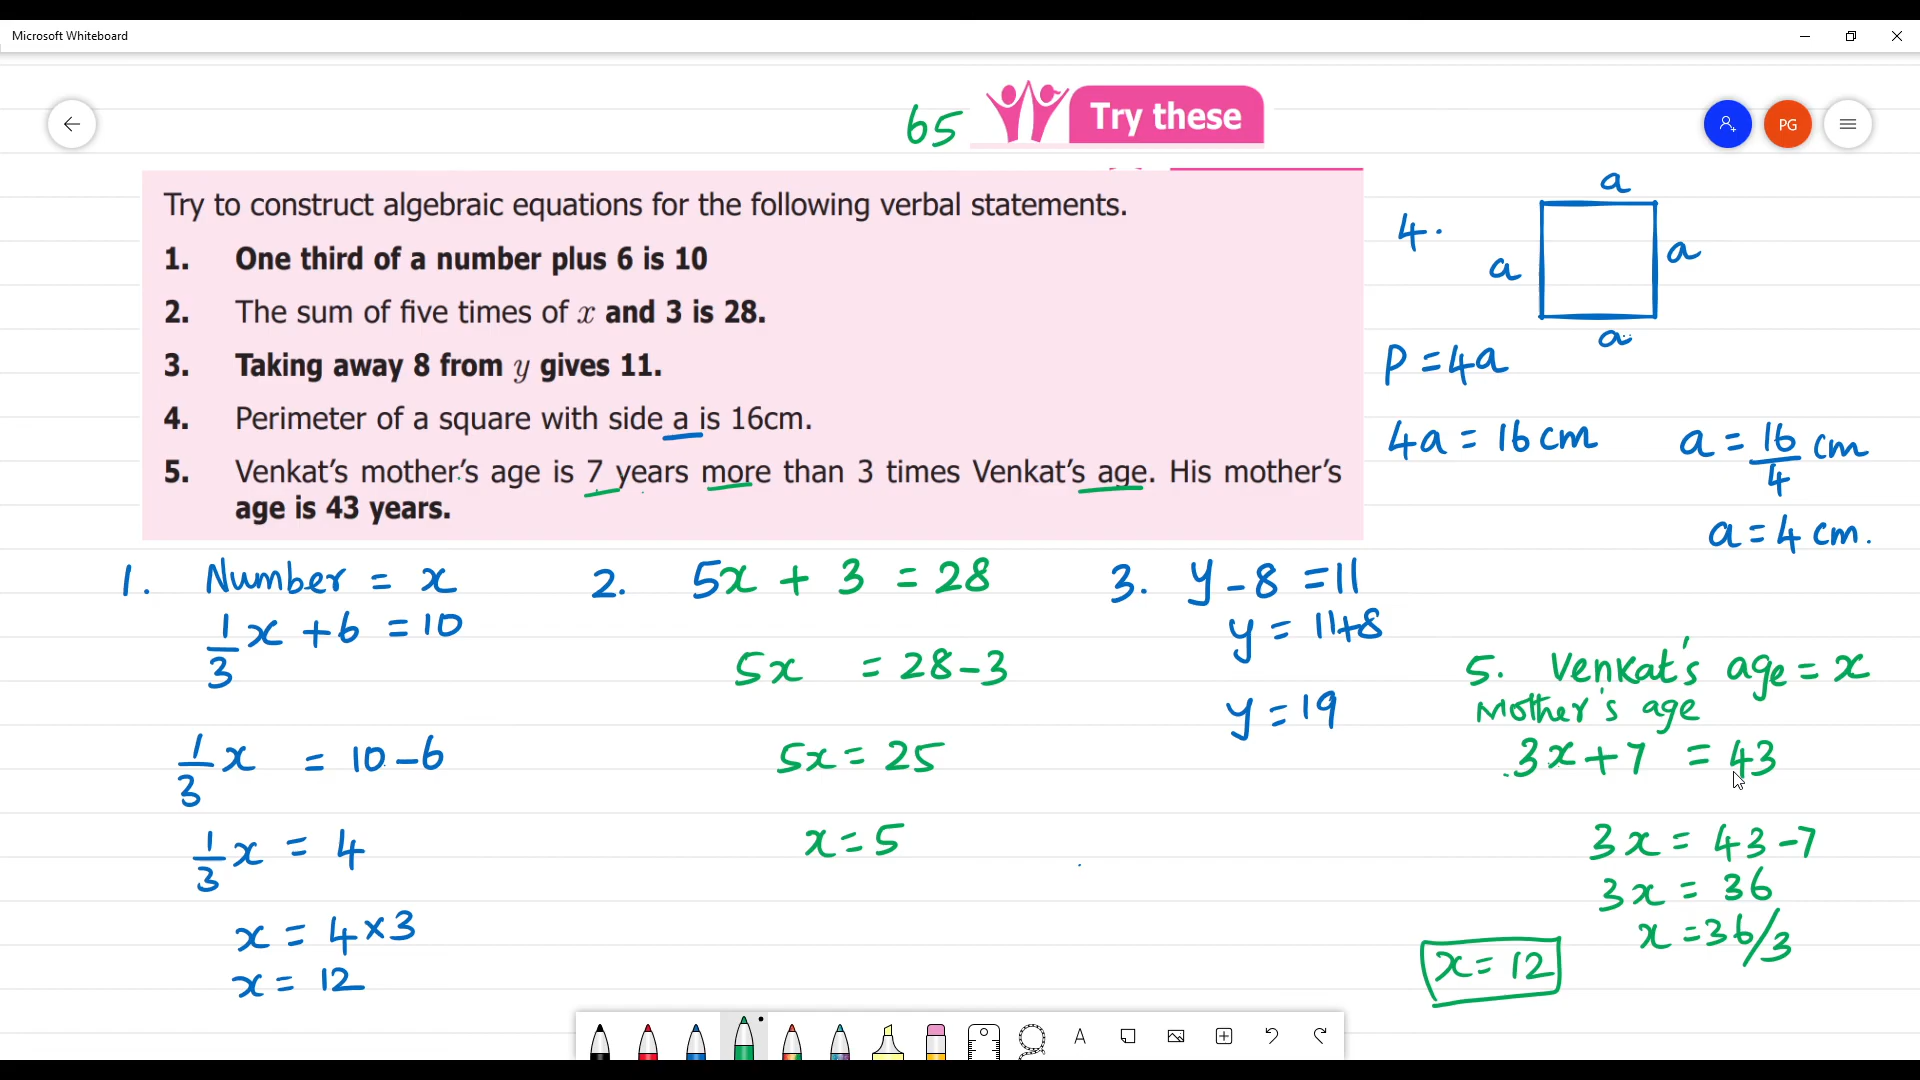 Microsoft Whiteboard
65 Try these
PG
Try to construct algebraic equations for the following verbal statements.
1. One third of a number plus 6 is 10
2. The sum of five times of x and 3 is 28.
3. Taking away 8 from y gives 11.
4. Perimeter of a square with side a is 16cm.
5. Venkat's mother's age is 7 years more than 3 times Venkat's age. His mother's
age is 43 years.
4.
a
a
a
a
P = 4a
4a = 16 cm
a = 16/4 cm
a = 4 cm.
1. Number = x
1/3 x + 6 = 10
1/3 x = 10 - 6
1/3 x = 4
x = 4 × 3
x = 12
2. 5x + 3 = 28
5x = 28 - 3
5x = 25
x = 5
3. y - 8 = 11
y = 11+8
y = 19
5. Venkat's age = x
Mother's age
3x + 7 = 43
3x = 43 - 7
3x = 36
x = 36/3
x = 12
A